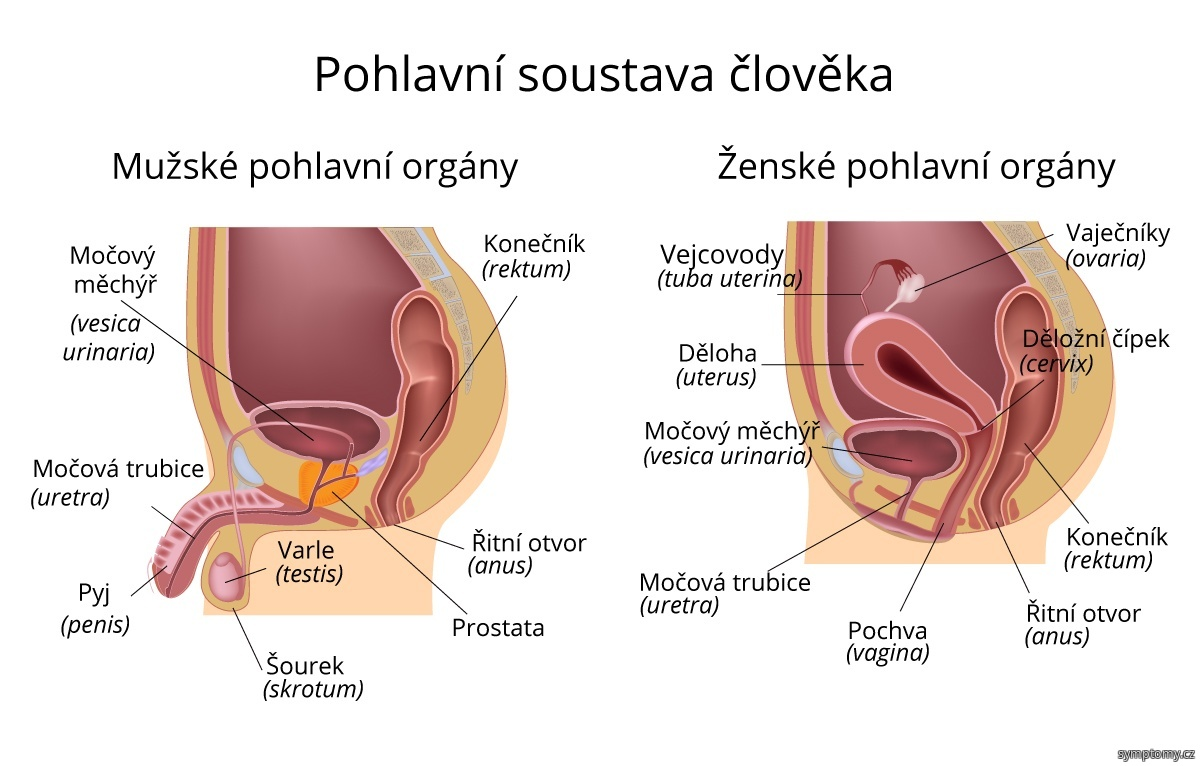 Pohlavní soustava člověka
Mužské pohlavní orgány
Močový
měchýř
(vesica
urinaria)
Konečník
(rektum)
Močová trubice
(uretra)
Pyj
(penis)
Varle
(testis)
Šourek
(skrotum)
Řitní otvor
(anus)
Prostata
Ženské pohlavní orgány
Vejcovody
(tuba uterina)
Vaječníky
(ovaria)
Děloha
(uterus)
Děložní čípek
(cervix)
Močový měchýř
(vesica urinaria)
Močová trubice
(uretra)
Pochva
(vagina)
Konečník
(rektum)
Řitní otvor
(anus)
symptomy.cz